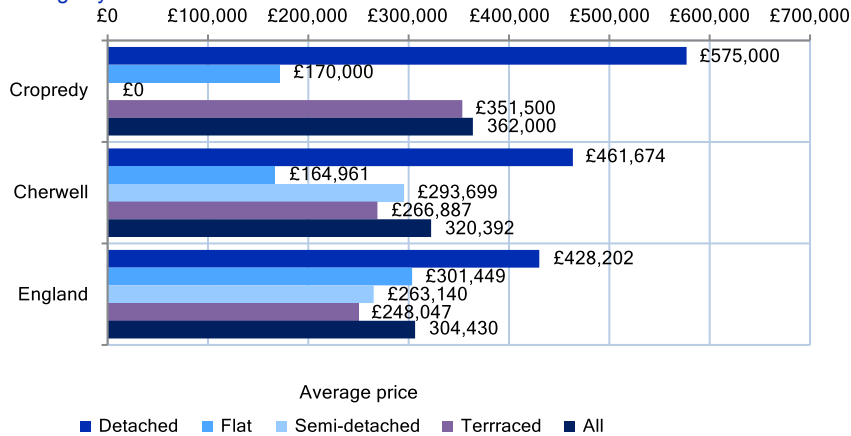 £0 £100,000 £200,000 £300,000 £400,000 £500,000 £600,000 £700,000
£575,000
£170,000
Cropredy £0
£351,500
362,000
£461,674
£164,961
Cherwell £293,699
£266,887
320,392
£428,202
£301,449
England £263,140
£248,047
304,430
Average price
Detached Flat Semi-detached Terrraced All